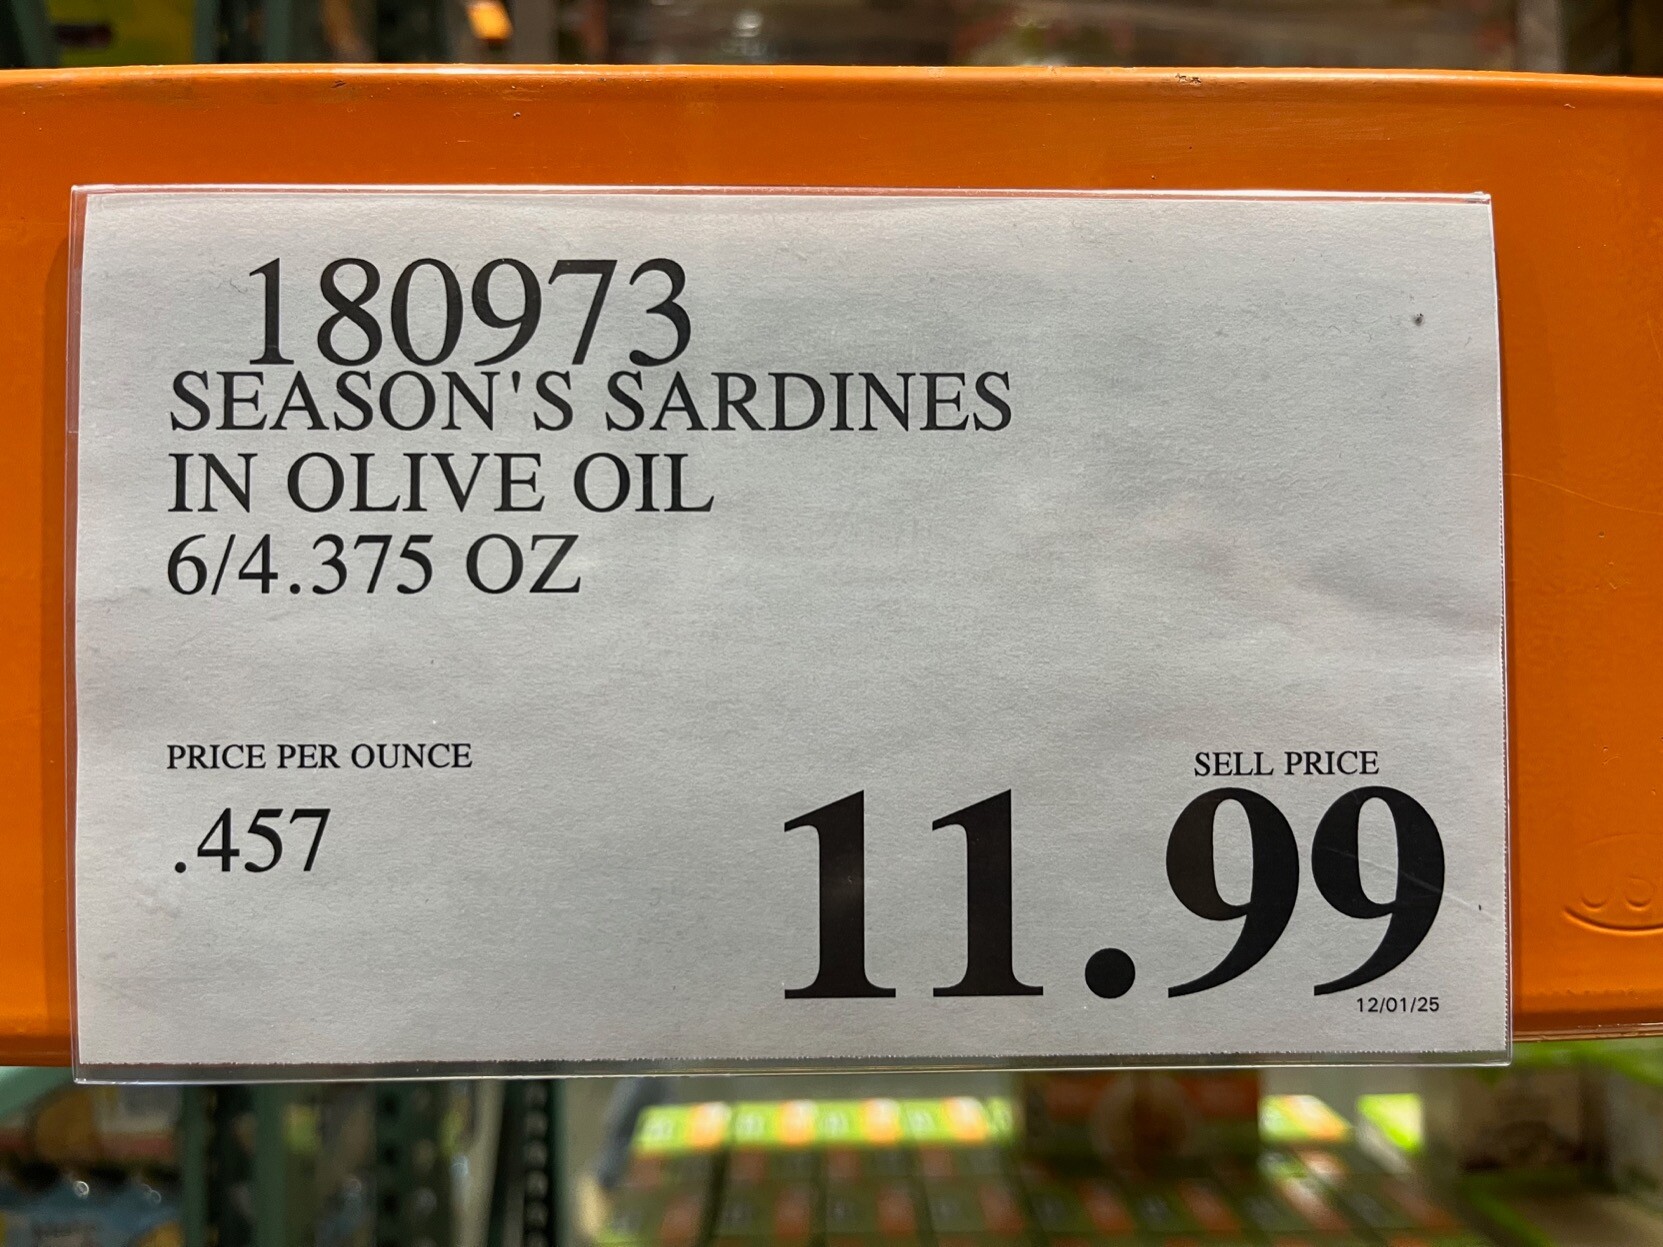 180973
SEASON'S SARDINES
IN OLIVE OIL
6/4.375 OZ
PRICE PER OUNCE
SELL PRICE
.457
11.99
12/01/25